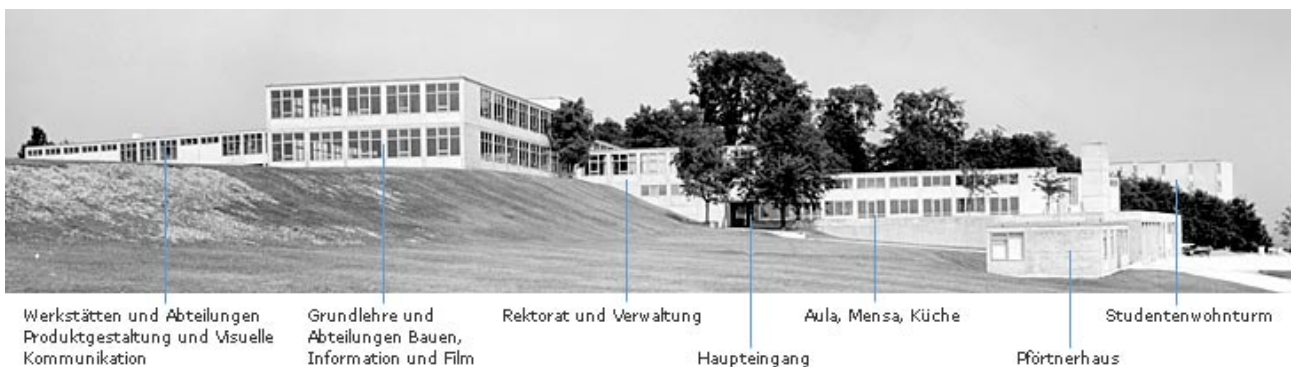 Werkstätten und Abteilungen
Produktgestaltung und Visuelle
Kommunikation
Grundlehre und
Abteilungen Bauen,
Information und Film
Rektorat und Verwaltung
Haupteingang
Aula, Mensa, Küche
Pförtnerhaus
Studentenwohnturm